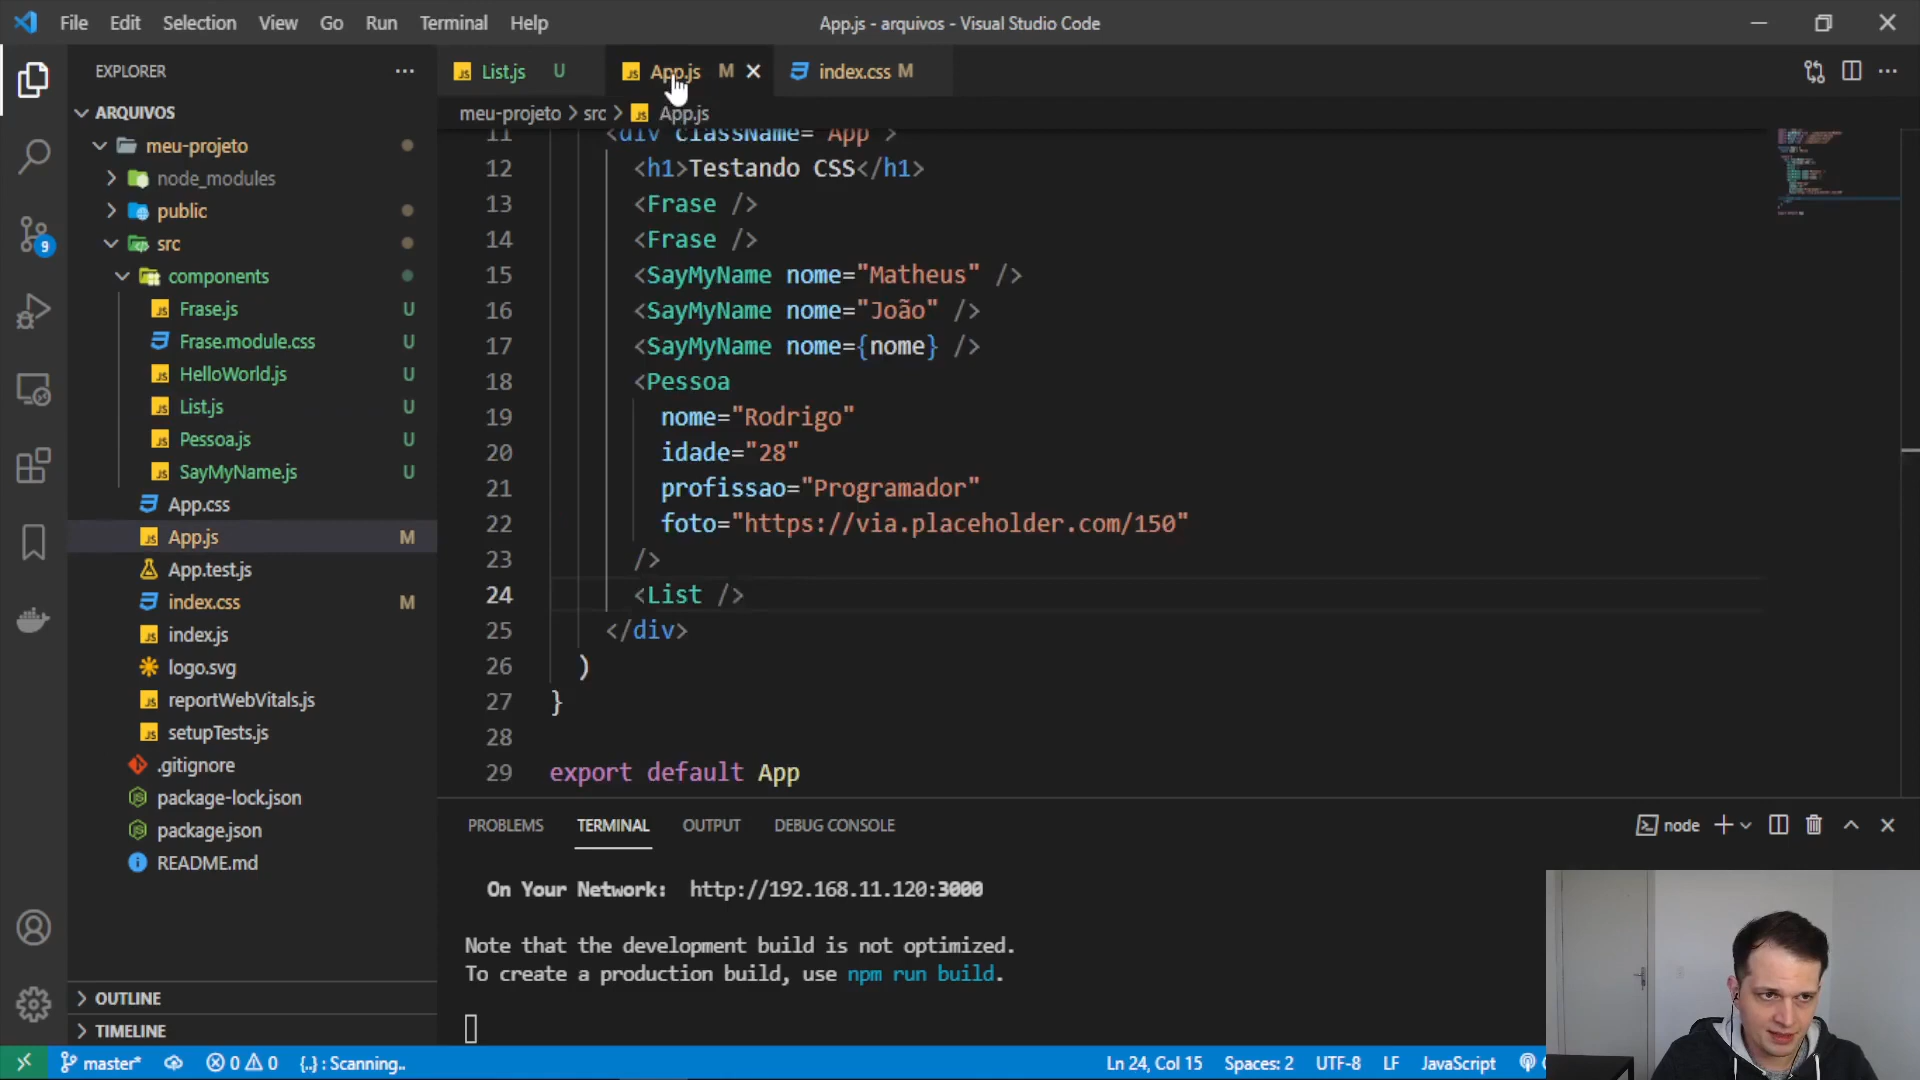 File Edit Selection View Go Run Terminal Help
App.js - arquivos - Visual Studio Code
EXPLORER
ARQUIVOS
meu-projeto
node_modules
public
src
components
Frase.js U
Frase.module.css U
HelloWorld.js U
List.js U
Pessoa.js U
SayMyName.js U
App.css
App.js M
App.test.js
index.css M
index.js
logo.svg
reportWebVitals.js
setupTests.js
.gitignore
package-lock.json
package.json
README.md
OUTLINE
TIMELINE
9
List.js U
App.js M
index.css M
meu-projeto > src > App.js
11 <div className="App">
12 <h1>Testando CSS</h1>
13 <Frase />
14 <Frase />
15 <SayMyName nome="Matheus" />
16 <SayMyName nome="João" />
17 <SayMyName nome={nome} />
18 <Pessoa
19 nome="Rodrigo"
20 idade="28"
21 profissao="Programador"
22 foto="https://via.placeholder.com/150"
23 />
24 <List />
25 </div>
26 )
27 }
28
29 export default App
PROBLEMS TERMINAL OUTPUT DEBUG CONSOLE
node
On Your Network: http://192.168.11.120:3000
Note that the development build is not optimized.
To create a production build, use npm run build.
master* 0 0 {..} : Scanning..
Ln 24, Col 15 Spaces: 2 UTF-8 LF JavaScript